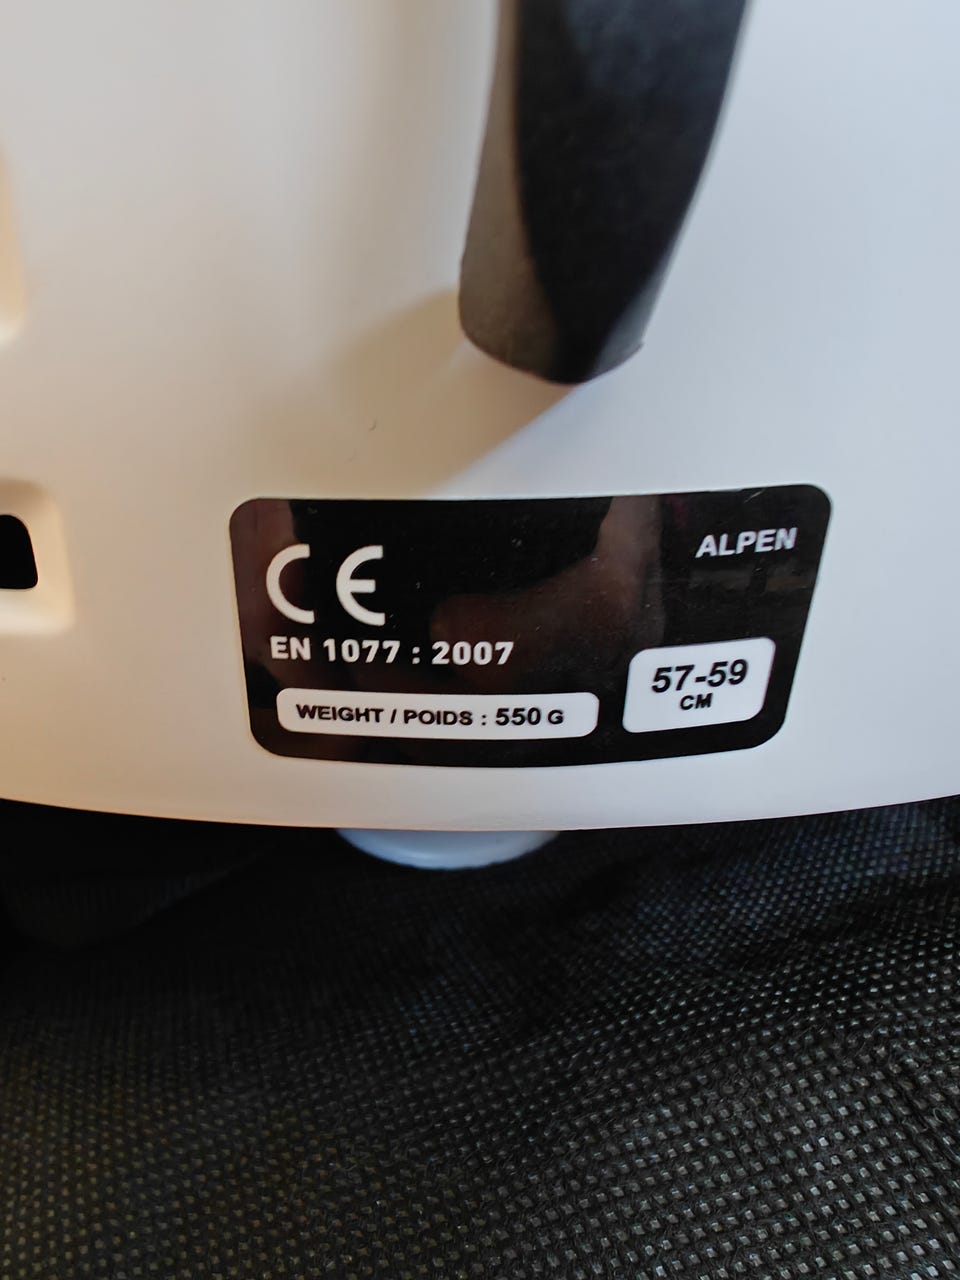 CE
ALPEN
EN 1077 : 2007
WEIGHT / POIDS : 550 G
57-59
CM